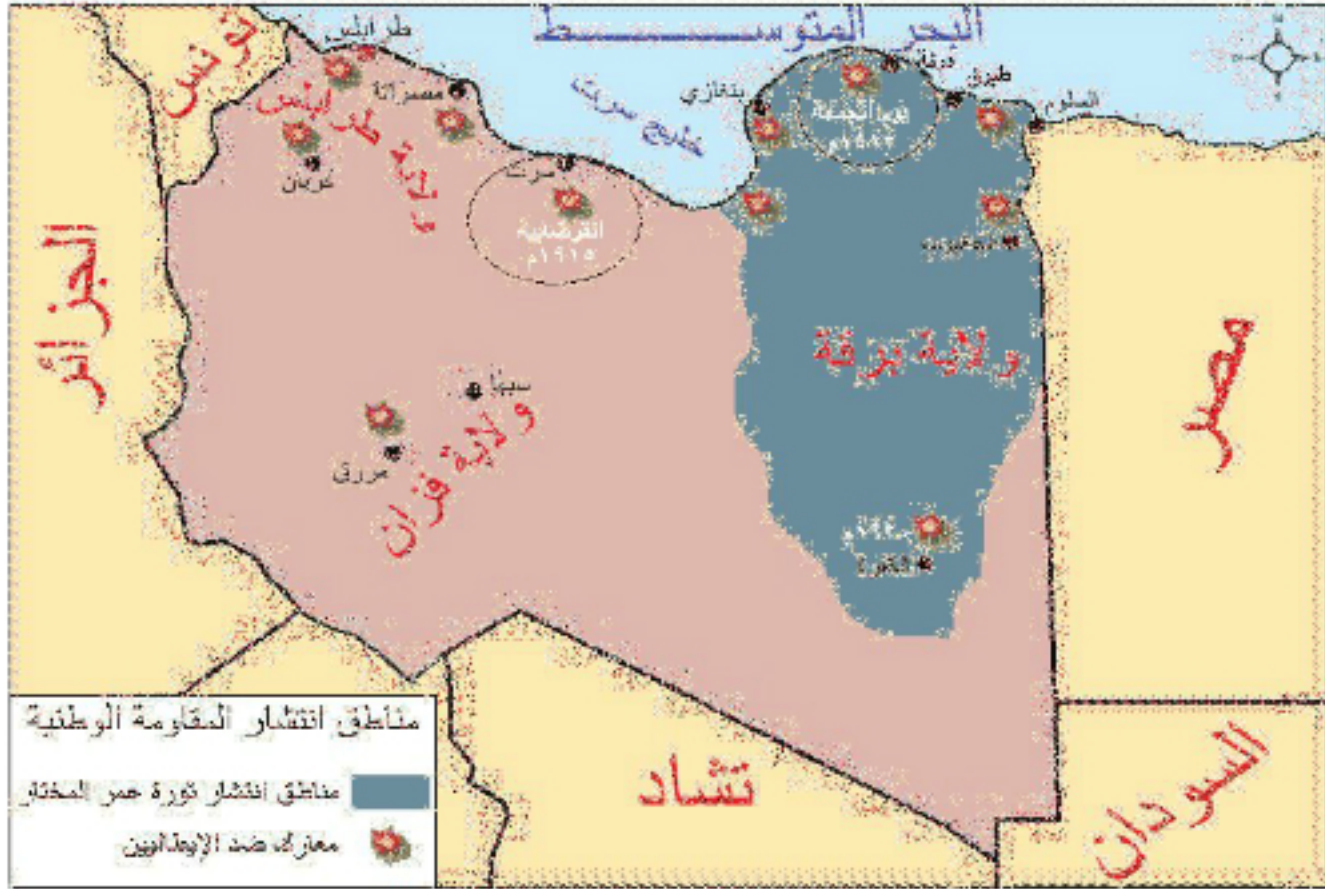 البحر المتوســـــــــــط
تونس
طرابلس
مصراتة
ولاية طرابلس
غريان
خليج سرت
سرت
القرضابية
١٩١٥م
بنغازي
درنة
طبرق
السلوم
الجزائر
ولاية برقة
مصر
سبها
مرزق
ولاية فزان
الكفرة
تشاد
السودان
مناطق انتشار المقاومة الوطنية
مناطق انتشار ثورة عمر المختار
معارك ضد الإيطاليين